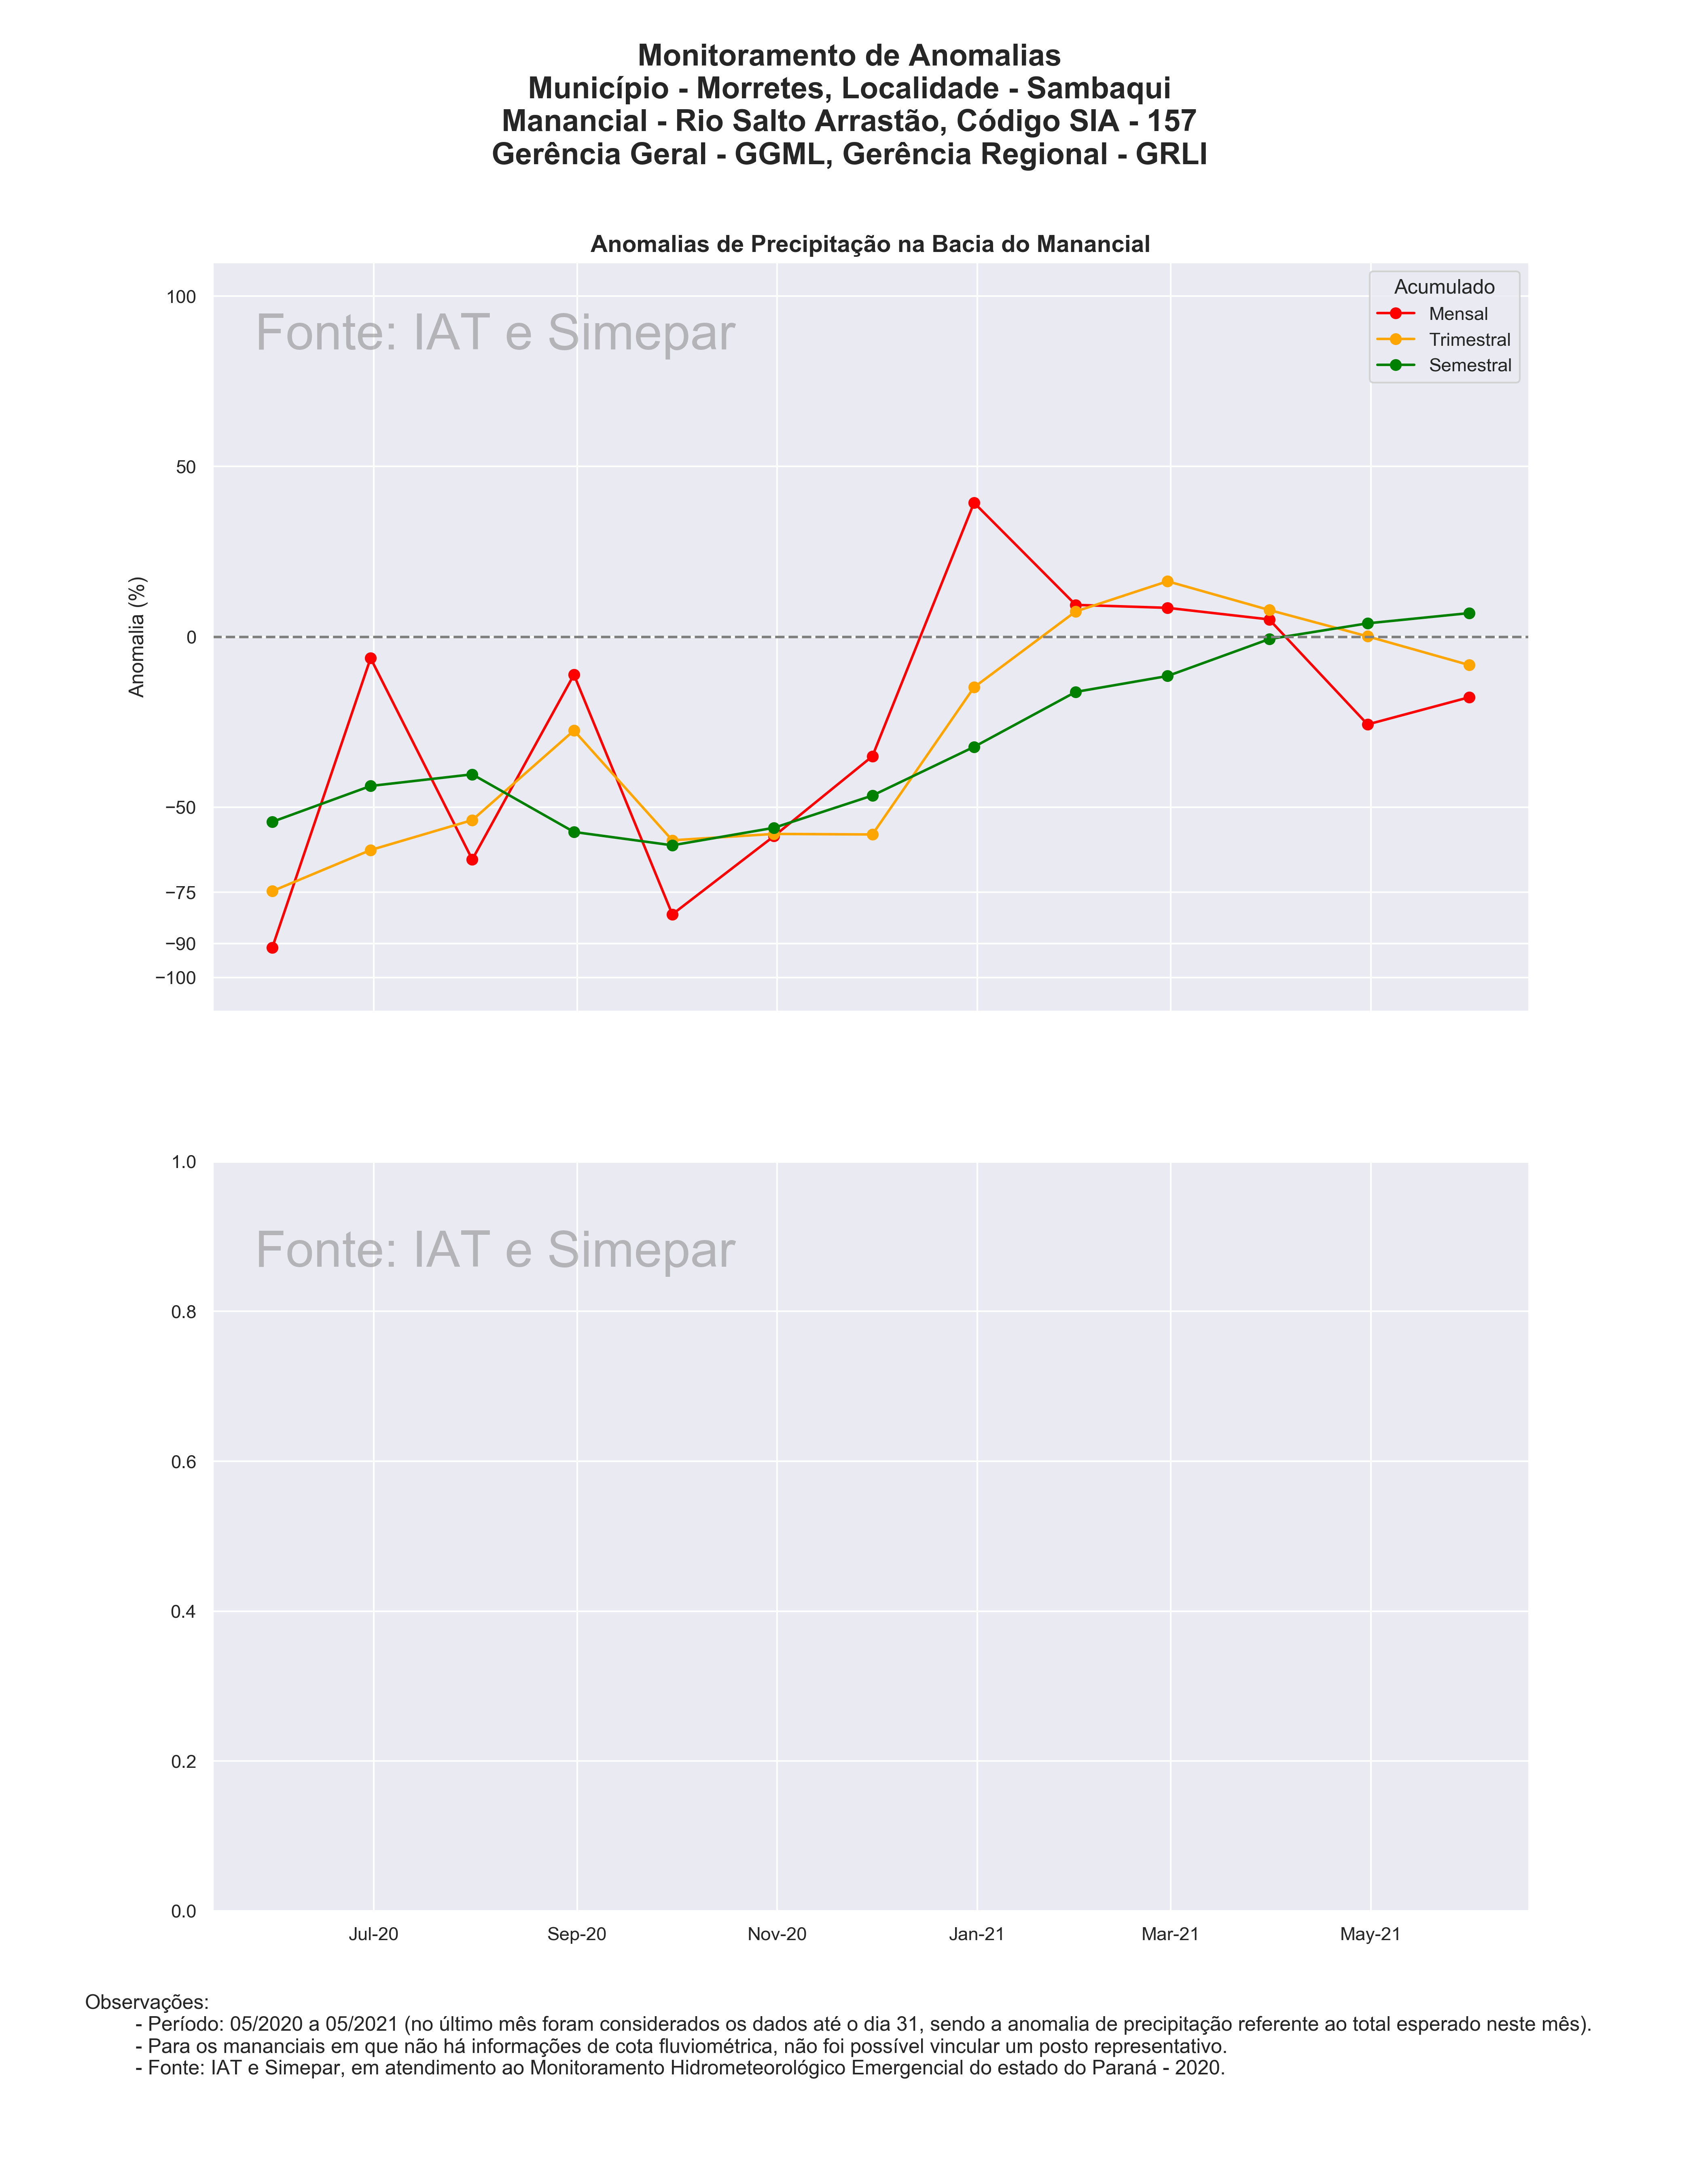 Monitoramento de Anomalias
Município - Morretes, Localidade - Sambaqui
Manancial - Rio Salto Arrastão, Código SIA - 157
Gerência Geral - GGML, Gerência Regional - GRLI
Anomalias de Precipitação na Bacia do Manancial
Fonte: IAT e Simepar
Acumulado
Mensal
Trimestral
Semestral
Anomalia (%)
100
50
0
−50
−75
−90
−100
Fonte: IAT e Simepar
1.0
0.8
0.6
0.4
0.2
0.0
Jul-20 Sep-20 Nov-20 Jan-21 Mar-21 May-21
Observações:
- Período: 05/2020 a 05/2021 (no último mês foram considerados os dados até o dia 31, sendo a anomalia de precipitação referente ao total esperado neste mês).
- Para os mananciais em que não há informações de cota fluviométrica, não foi possível vincular um posto representativo.
- Fonte: IAT e Simepar, em atendimento ao Monitoramento Hidrometeorológico Emergencial do estado do Paraná - 2020.